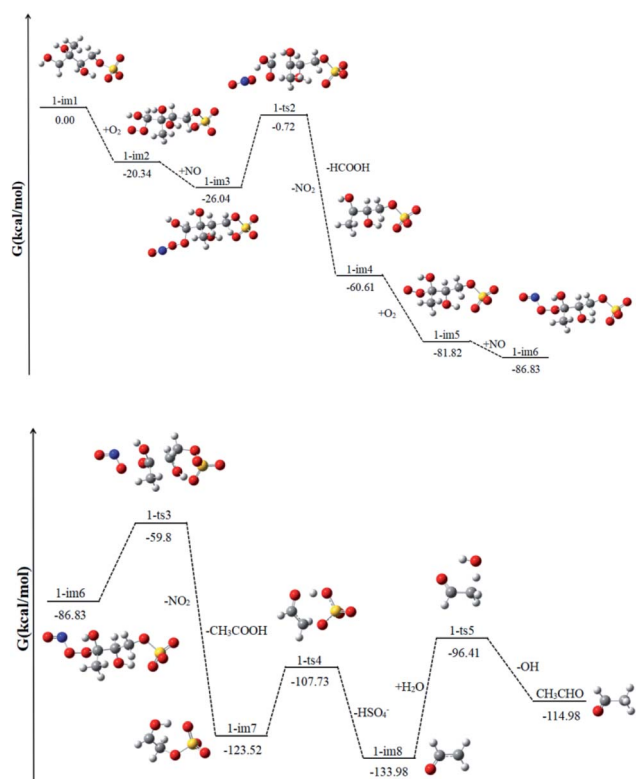 G(kcal/mol)
1-im1
0.00
+O₂
1-im2
-20.34
+NO
1-im3
-26.04
1-ts2
-0.72
-HCOOH
-NO₂
1-im4
-60.61
+O₂
1-im5
-81.82
+NO
1-im6
-86.83
G(kcal/mol)
1-im6
-86.83
1-ts3
-59.8
-NO₂
-CH₃COOH
1-im7
-123.52
1-ts4
-107.73
-HSO₄⁻
1-im8
-133.98
+H₂O
1-ts5
-96.41
-OH
CH₃CHO
-114.98